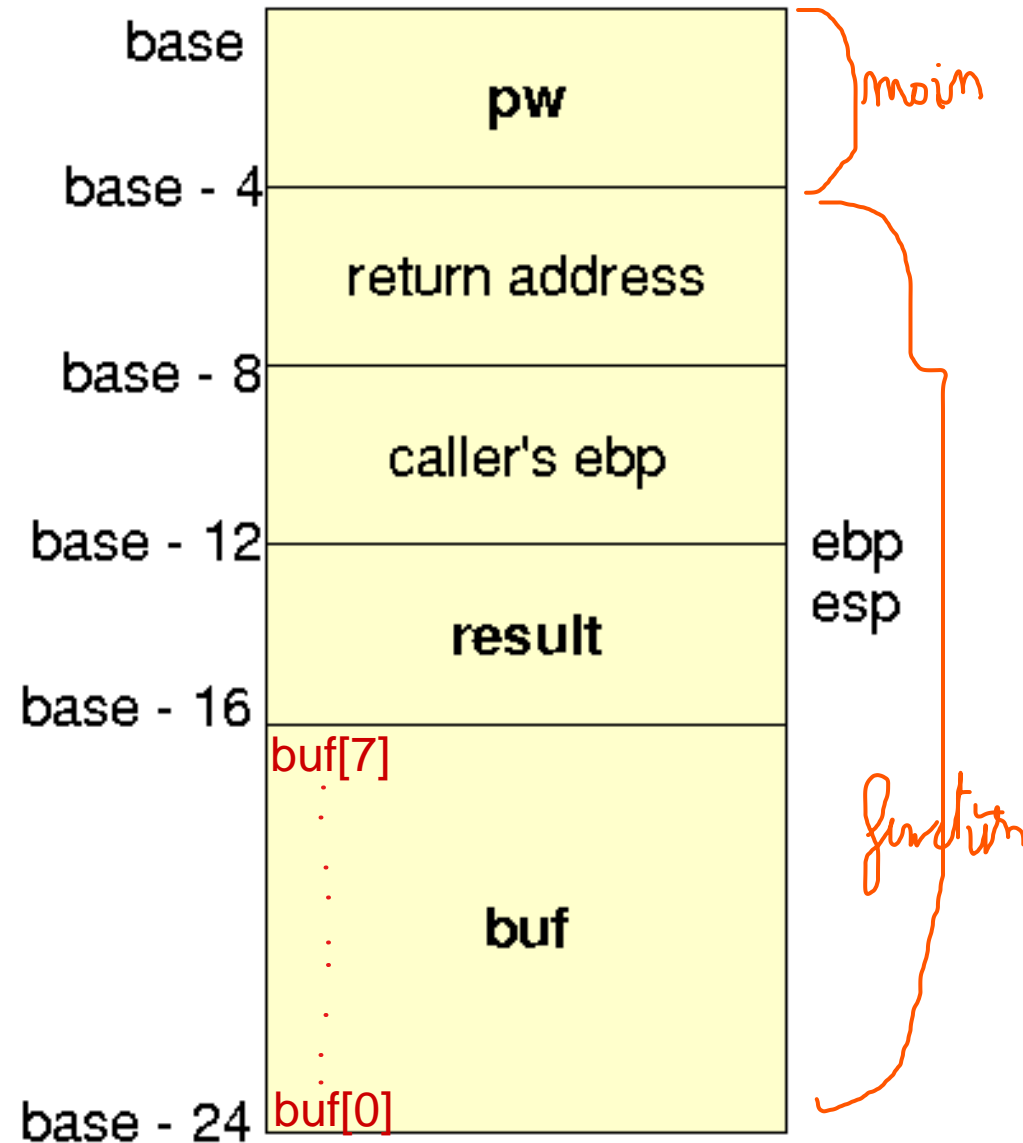 base
pw
main
base - 4
return address
base - 8
caller's ebp
base - 12
ebp
esp
result
base - 16
buf[7]
function
buf
buf[0]
base - 24